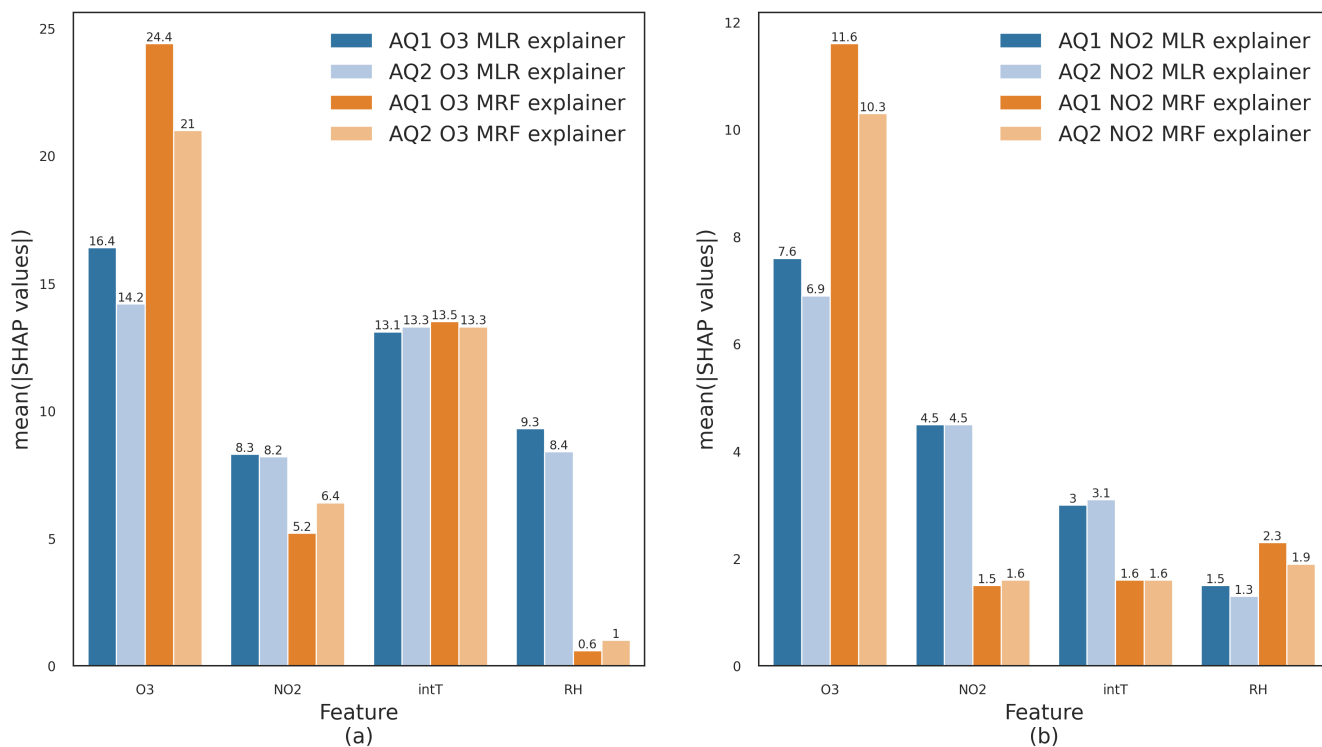 25
20
15
10
5
0
mean(|SHAP values|)
AQ1 O3 MLR explainer
AQ2 O3 MLR explainer
AQ1 O3 MRF explainer
AQ2 O3 MRF explainer
16.4
14.2
24.4
21
8.3
8.2
5.2
6.4
13.1
13.3
13.5
13.3
9.3
8.4
0.6
1
O3
NO2
intT
RH
Feature
(a)
12
10
8
6
4
2
0
mean(|SHAP values|)
AQ1 NO2 MLR explainer
AQ2 NO2 MLR explainer
AQ1 NO2 MRF explainer
AQ2 NO2 MRF explainer
7.6
6.9
11.6
10.3
4.5
4.5
1.5
1.6
3
3.1
1.6
1.6
1.5
1.3
2.3
1.9
O3
NO2
intT
RH
Feature
(b)